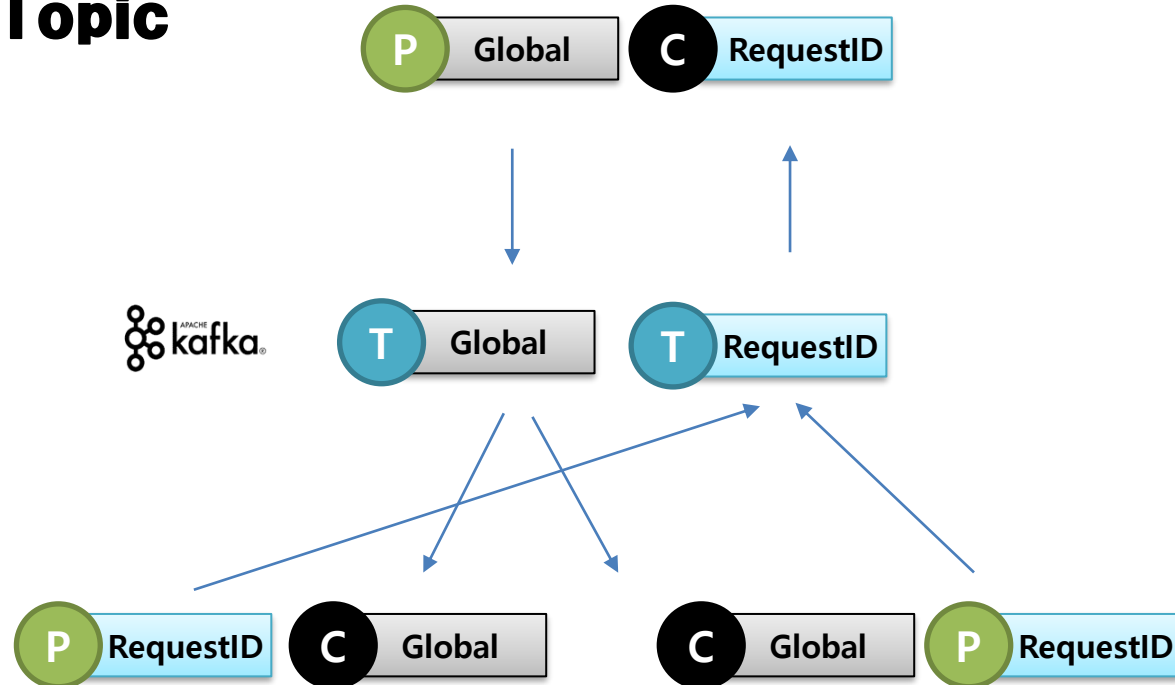 Topic
P Global C RequestID
APACHE
kafka®
T Global T RequestID
P RequestID C Global C Global P RequestID